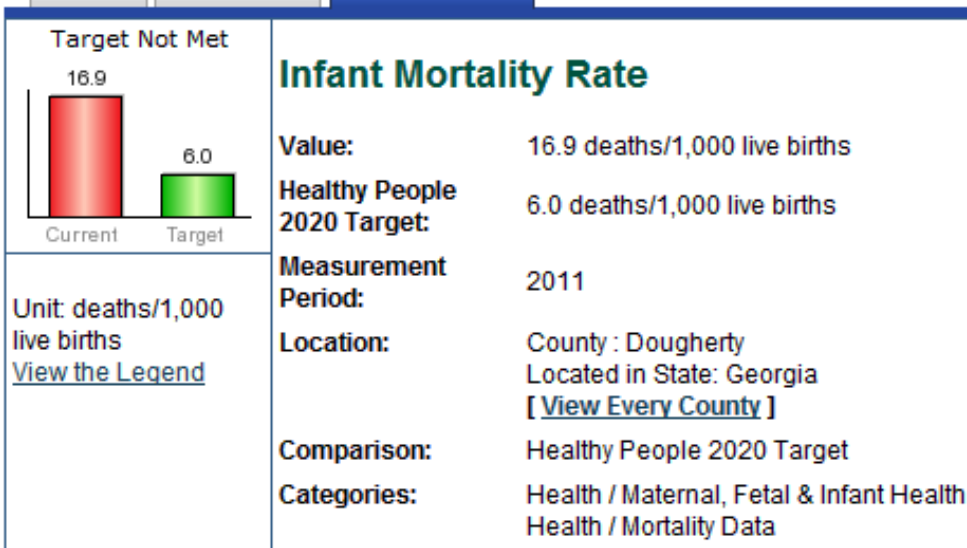 Target Not Met
16.9
6.0
Current Target
Unit: deaths/1,000
live births
View the Legend
Infant Mortality Rate
Value: 16.9 deaths/1,000 live births
Healthy People
2020 Target: 6.0 deaths/1,000 live births
Measurement
Period: 2011
Location: County : Dougherty
Located in State: Georgia
[ View Every County ]
Comparison: Healthy People 2020 Target
Categories: Health / Maternal, Fetal & Infant Health
Health / Mortality Data